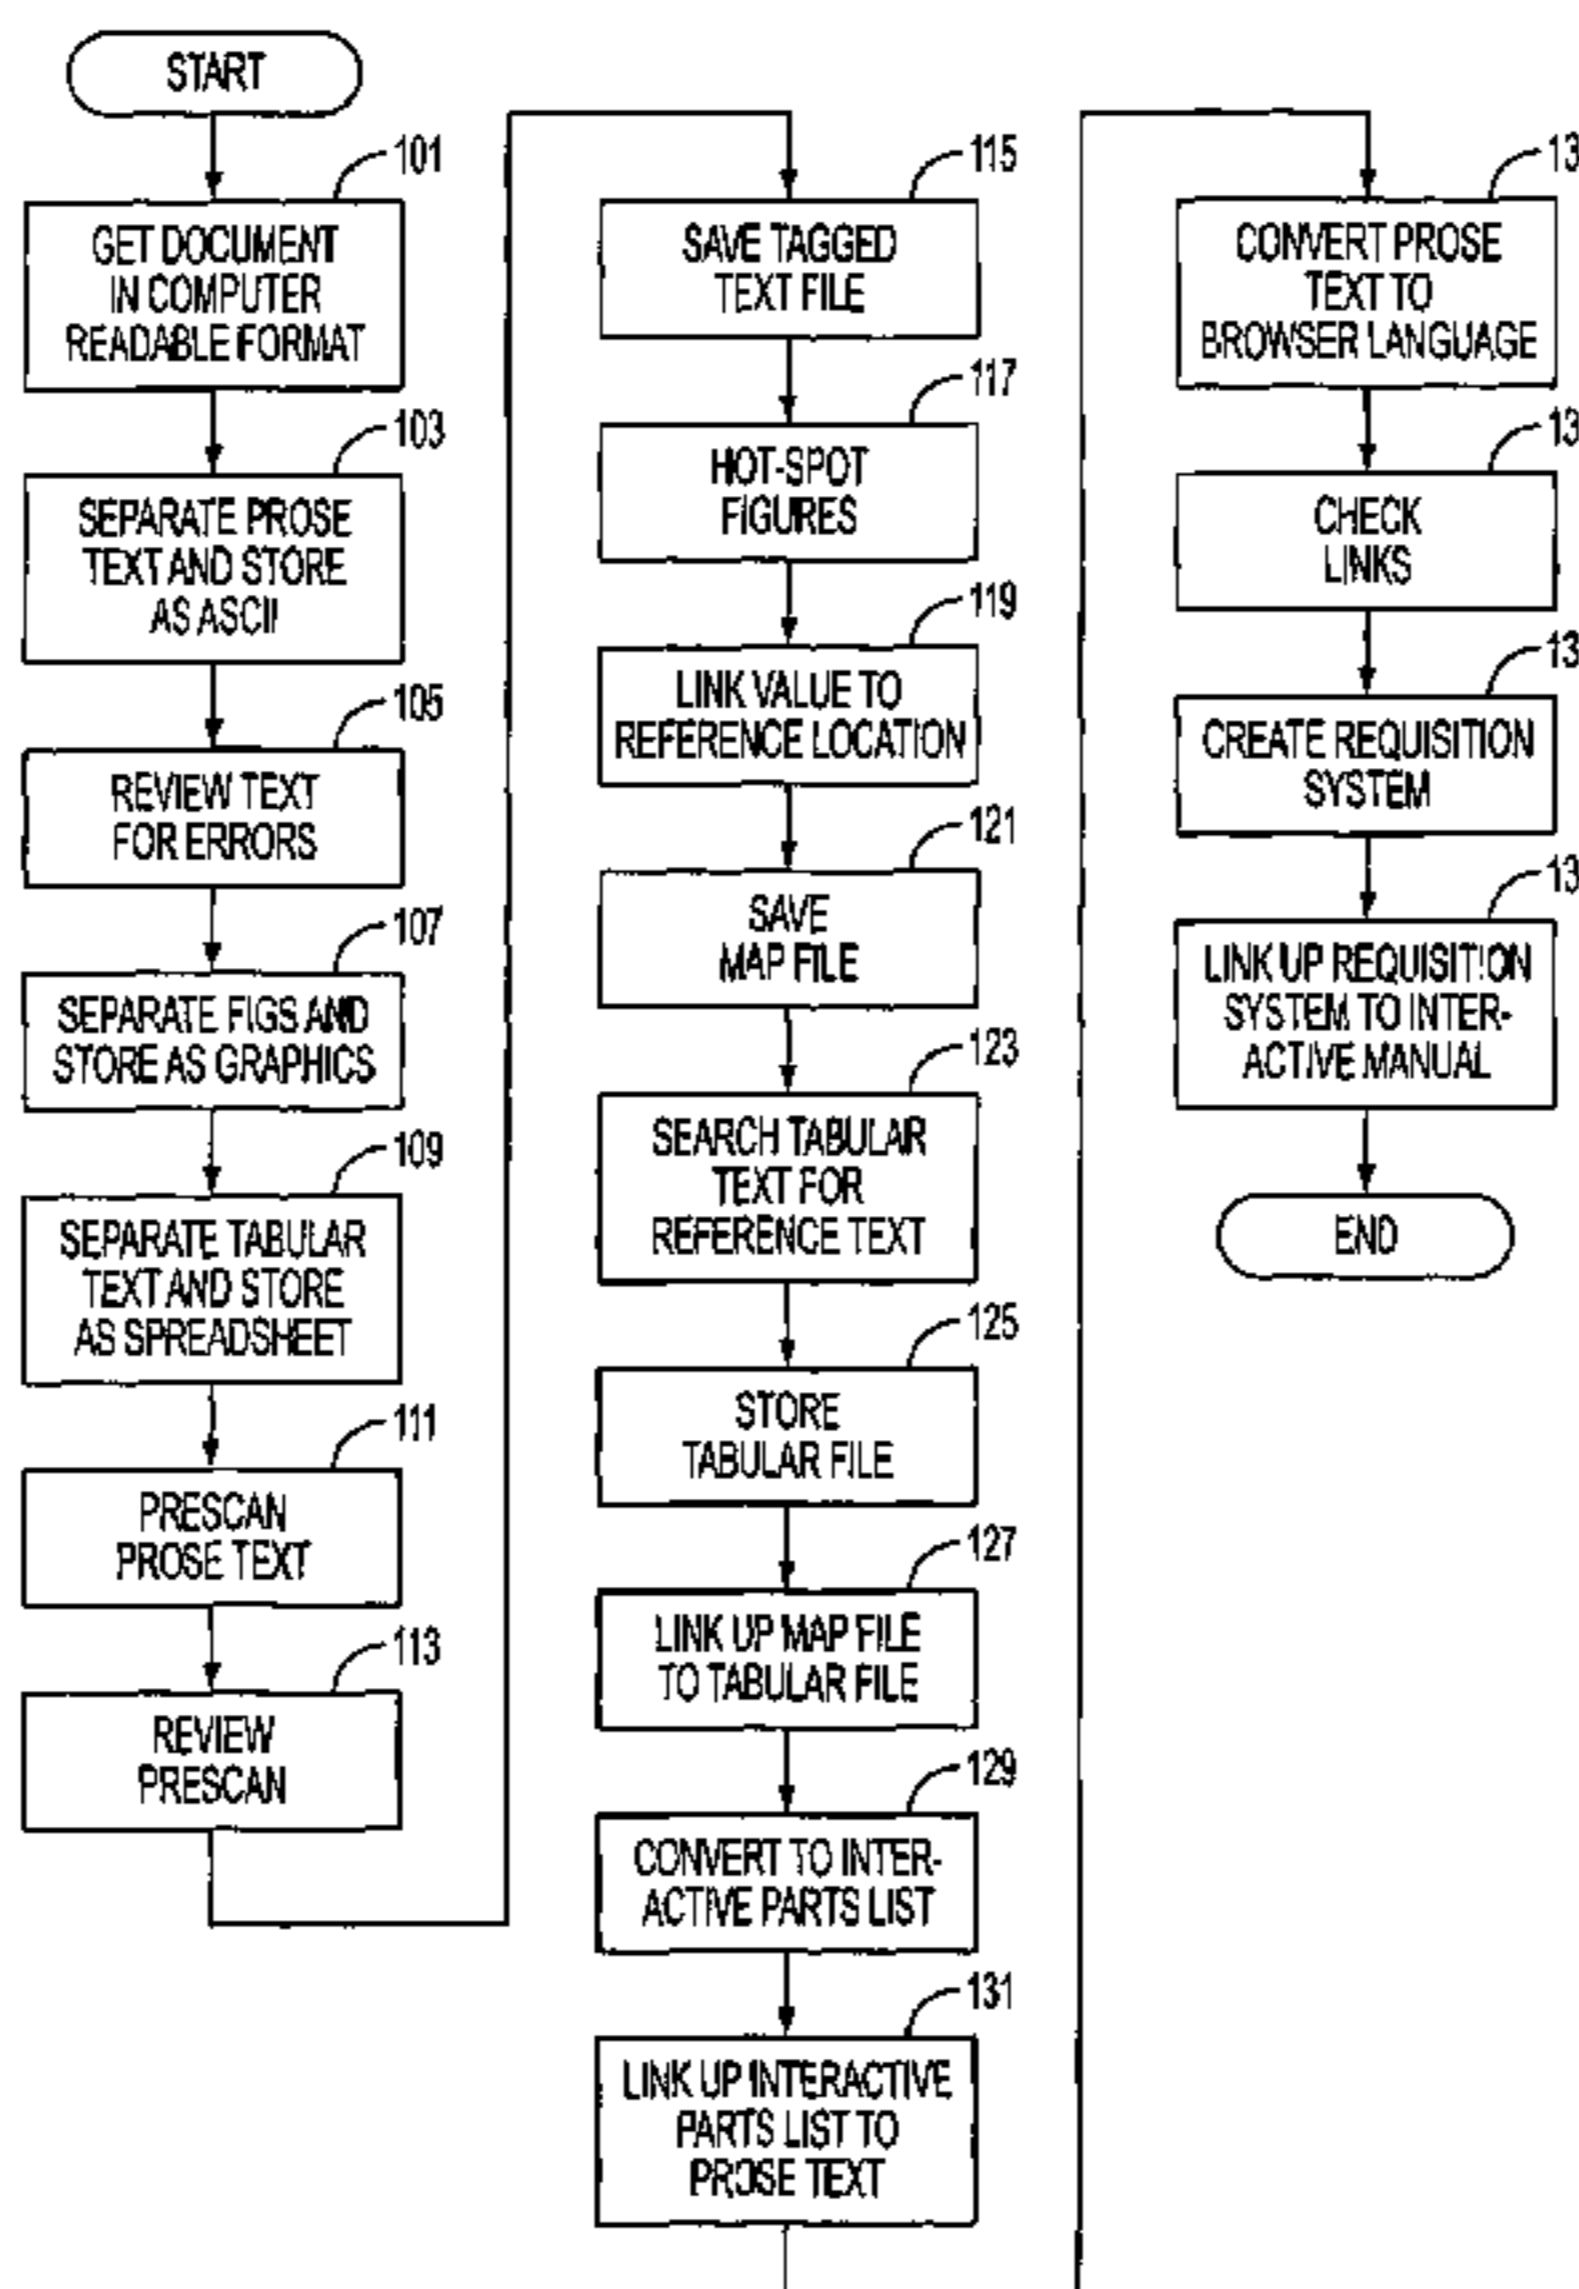 START
101
GET DOCUMENT
IN COMPUTER
READABLE FORMAT
103
SEPARATE PROSE
TEXT AND STORE
AS ASCII
105
REVIEW TEXT
FOR ERRORS
107
SEPARATE FIGS AND
STORE AS GRAPHICS
109
SEPARATE TABULAR
TEXT AND STORE
AS SPREADSHEET
111
PRESCAN
PROSE TEXT
113
REVIEW
PRESCAN
115
SAVE TAGGED
TEXT FILE
117
HOT-SPOT
FIGURES
119
LINK VALUE TO
REFERENCE LOCATION
121
SAVE
MAP FILE
123
SEARCH TABULAR
TEXT FOR
REFERENCE TEXT
125
STORE
TABULAR FILE
127
LINK UP MAP FILE
TO TABULAR FILE
129
CONVERT TO INTER-
ACTIVE PARTS LIST
131
LINK UP INTERACTIVE
PARTS LIST TO
PROSE TEXT
13
CONVERT PROSE
TEXT TO
BROWSER LANGUAGE
13
CHECK
LINKS
13
CREATE REQUISITION
SYSTEM
13
LINK UP REQUISITION
SYSTEM TO INTER-
ACTIVE MANUAL
END